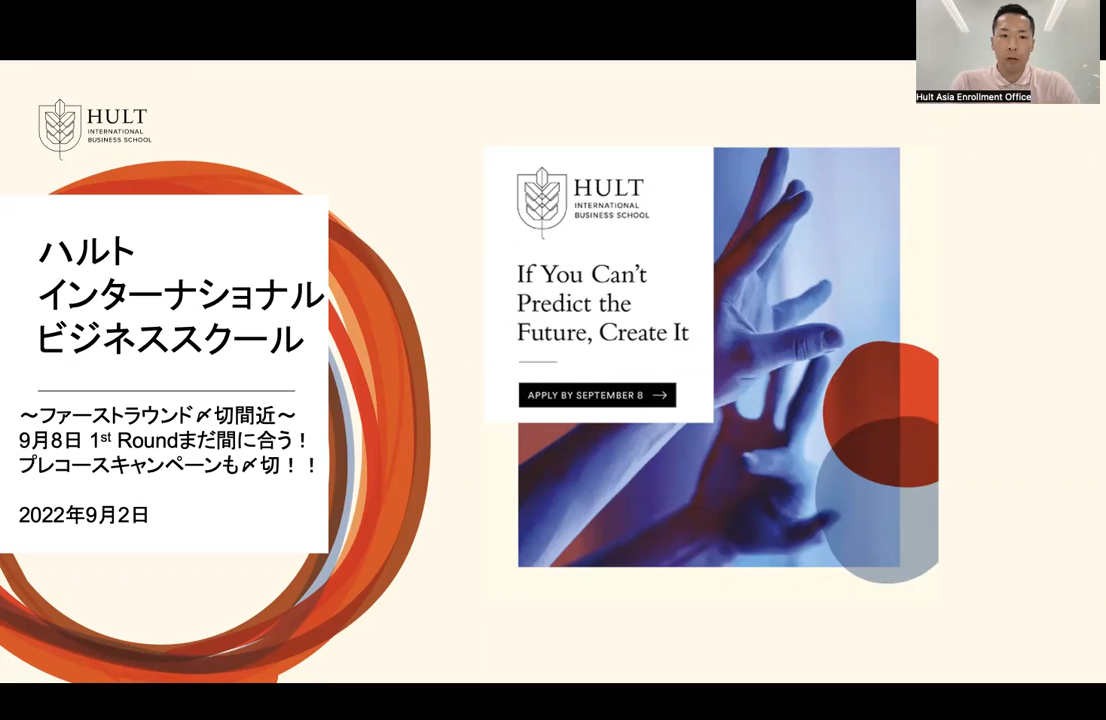 HULT
INTERNATIONAL
BUSINESS SCHOOL
ハルト
インターナショナル
ビジネススクール
～ファーストラウンド〆切間近～
9月8日 1st Roundまだ間に合う！
プレコースキャンペーンも〆切！！
2022年9月2日
HULT
INTERNATIONAL
BUSINESS SCHOOL
If You Can't
Predict the
Future, Create It
APPLY BY SEPTEMBER 8 →
Hult Asia Enrollment Office